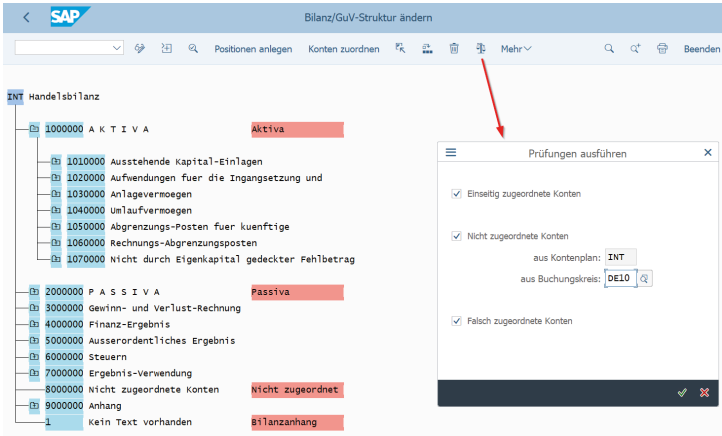 SAP Bilanz/GuV-Struktur ändern
Positionen anlegen Konten zuordnen Mehr Beenden
INT Handelsbilanz
1000000 A K T I V A Aktiva
1010000 Ausstehende Kapital-Einlagen
1020000 Aufwendungen fuer die Ingangsetzung und
1030000 Anlagevermoegen
1040000 Umlaufvermoegen
1050000 Abgrenzungs-Posten fuer kuenftige
1060000 Rechnungs-Abgrenzungsposten
1070000 Nicht durch Eigenkapital gedeckter Fehlbetrag
2000000 P A S S I V A Passiva
3000000 Gewinn- und Verlust-Rechnung
4000000 Finanz-Ergebnis
5000000 Ausserordentliches Ergebnis
6000000 Steuern
7000000 Ergebnis-Verwendung
8000000 Nicht zugeordnete Konten Nicht zugeordnet
9000000 Anhang
1 Kein Text vorhanden Bilanzanhang
Prüfungen ausführen
Einseitig zugeordnete Konten
Nicht zugeordnete Konten
aus Kontenplan: INT
aus Buchungskreis: DE10
Falsch zugeordnete Konten